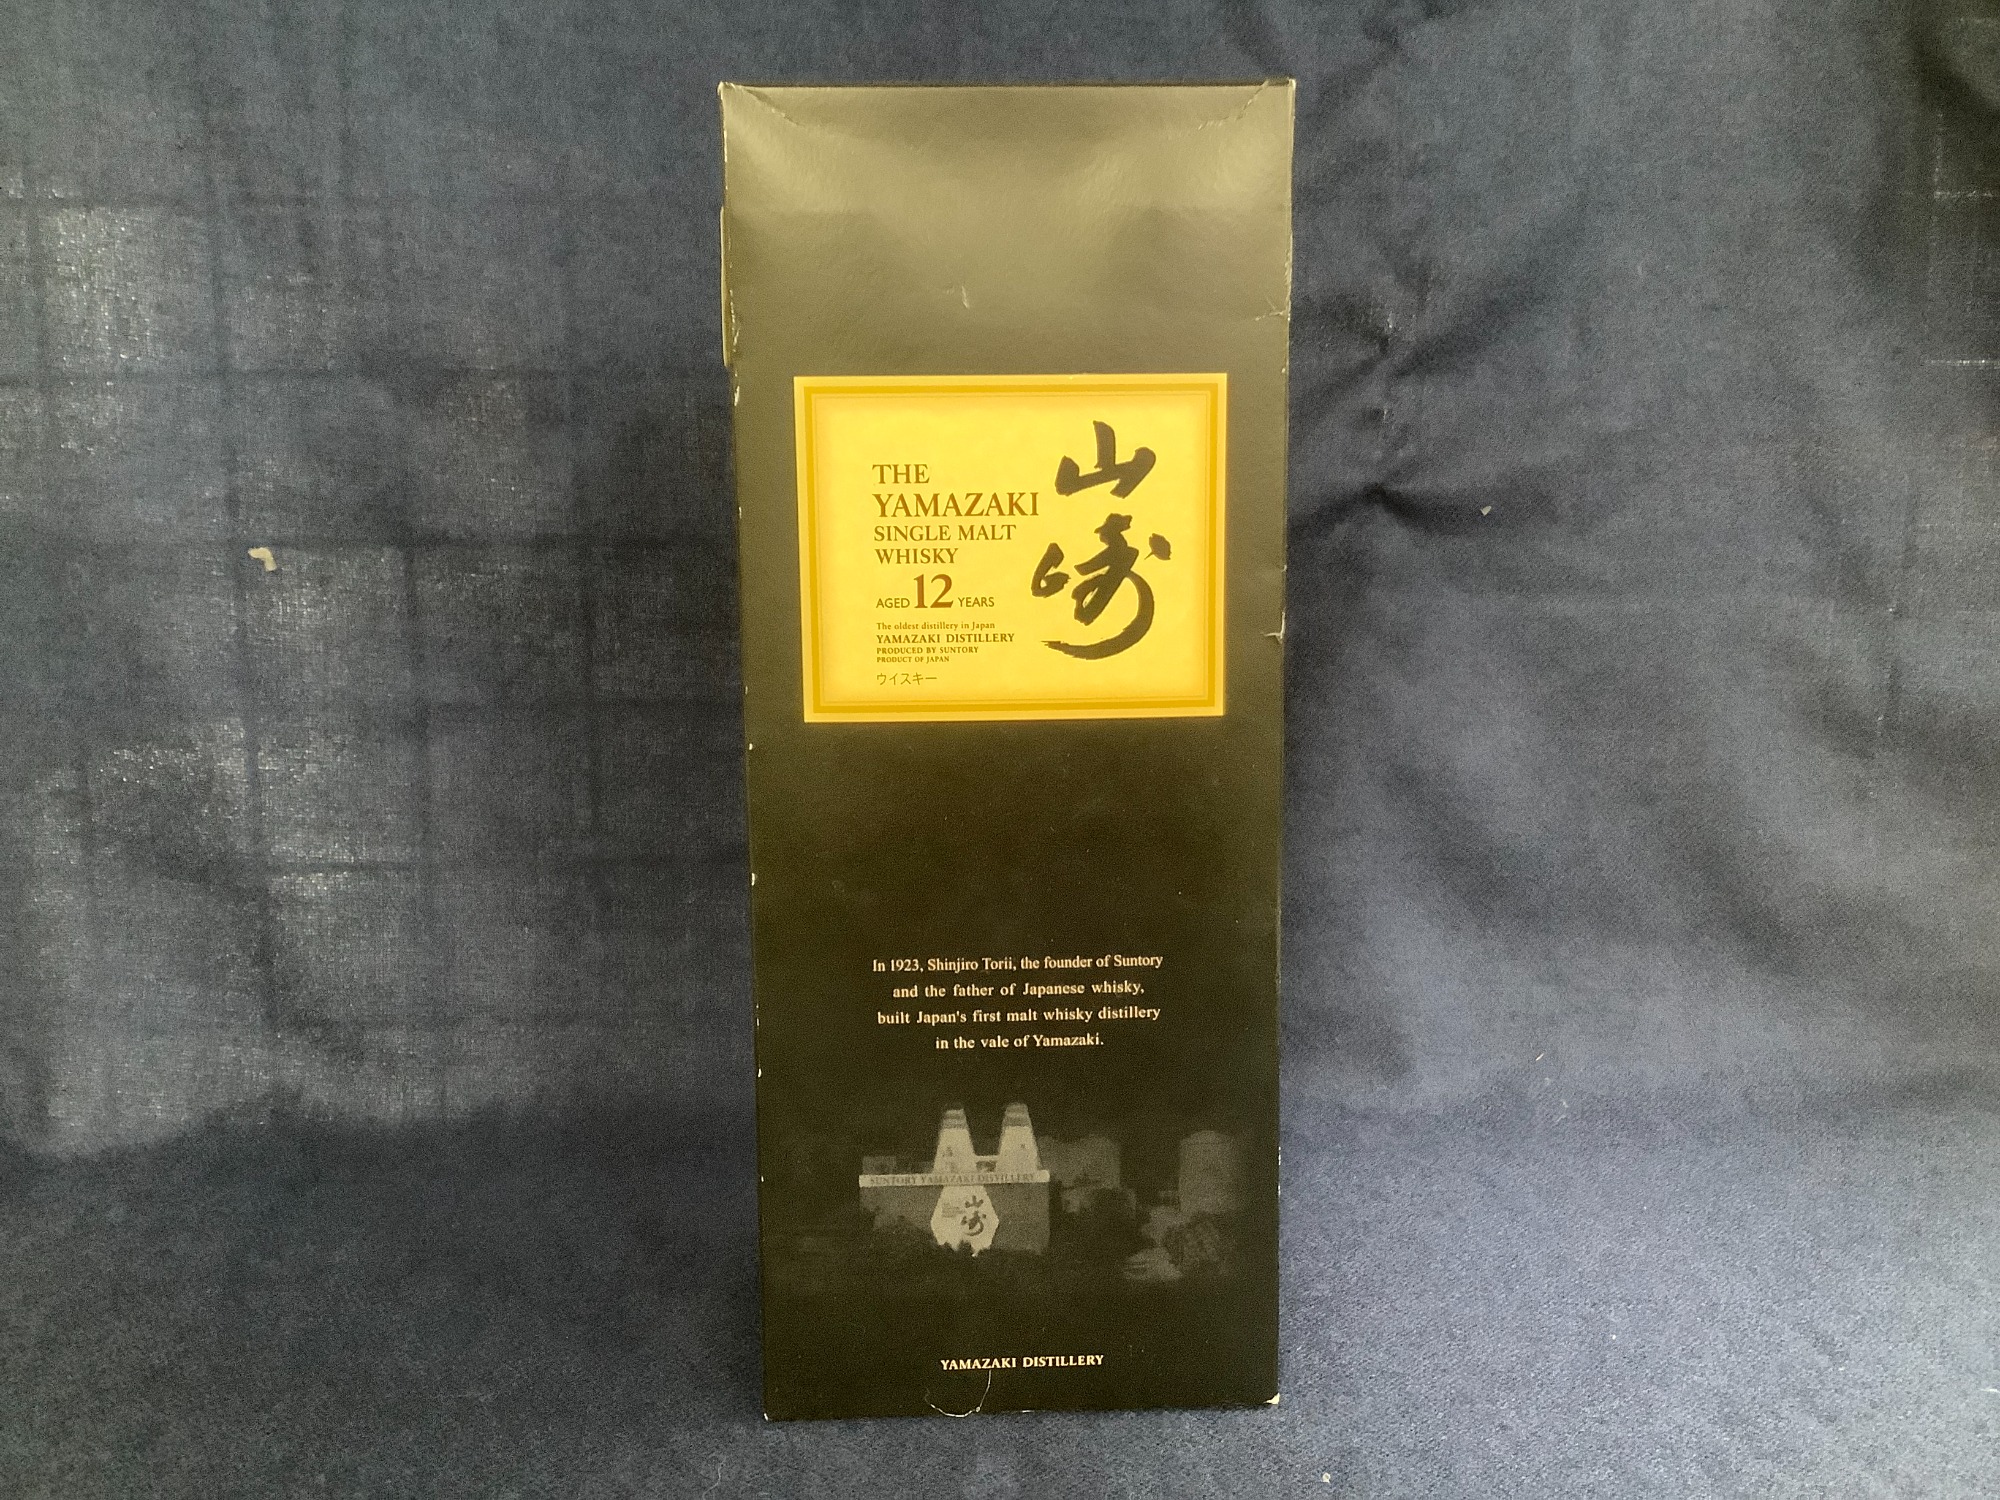 THE
YAMAZAKI
SINGLE MALT
WHISKY
AGED 12 YEARS
The oldest distillery in Japan
YAMAZAKI DISTILLERY
PRODUCED BY SUNTORY
PRODUCT OF JAPAN
ウイスキー
山崎
In 1923, Shinjiro Torii, the founder of Suntory
and the father of Japanese whisky,
built Japan's first malt whisky distillery
in the vale of Yamazaki.
SUNTORY YAMAZAKI DISTILLERY
山崎
YAMAZAKI DISTILLERY